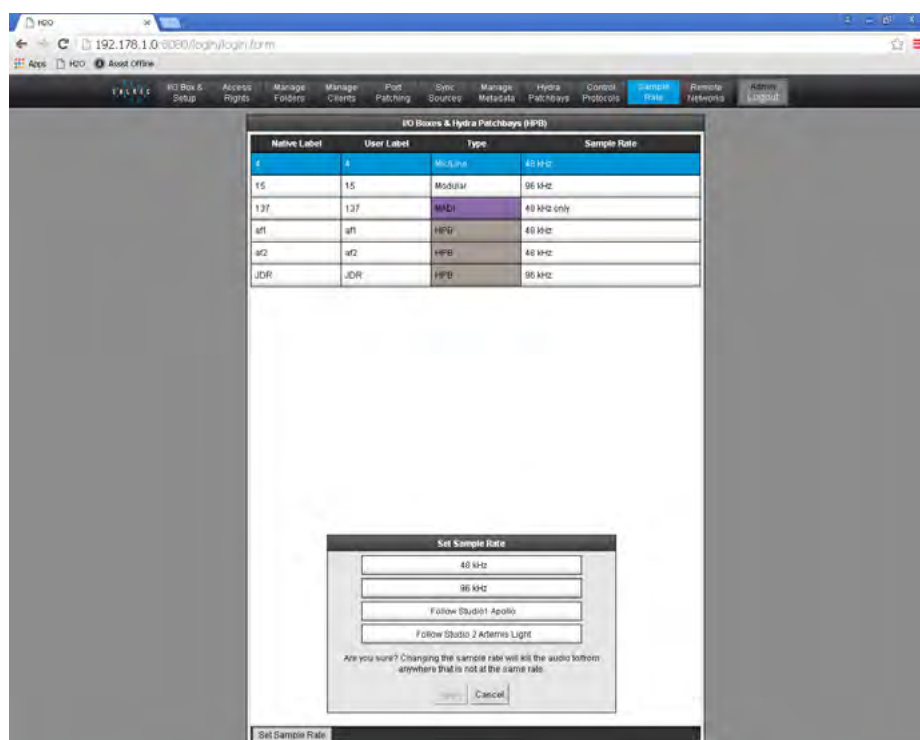 H2O
192.178.1.0:8080/login/login.form
Apps H2O Assist Offline
CALREC
I/O Box & Setup
Access Rights
Manage Folders
Manage Clients
Port Patching
Sync Sources
Manage Metadata
Hydra Patchbays
Control Protocols
Sample Rate
Remote Networks
Admin Logout
I/O Boxes & Hydra Patchbays (HPB)
Native Label User Label Type Sample Rate
4 4 Mic/Line 48 kHz
15 15 Modular 96 kHz
137 137 MADI 48 kHz only
af1 af1 HPB 48 kHz
af2 af2 HPB 48 kHz
JDR JDR HPB 96 kHz
Set Sample Rate
48 kHz
96 kHz
Follow Studio1 Apollo
Follow Studio 2 Artemis Light
Are you sure? Changing the sample rate will kill the audio to/from
anywhere that is not at the same rate.
Cancel
Set Sample Rate